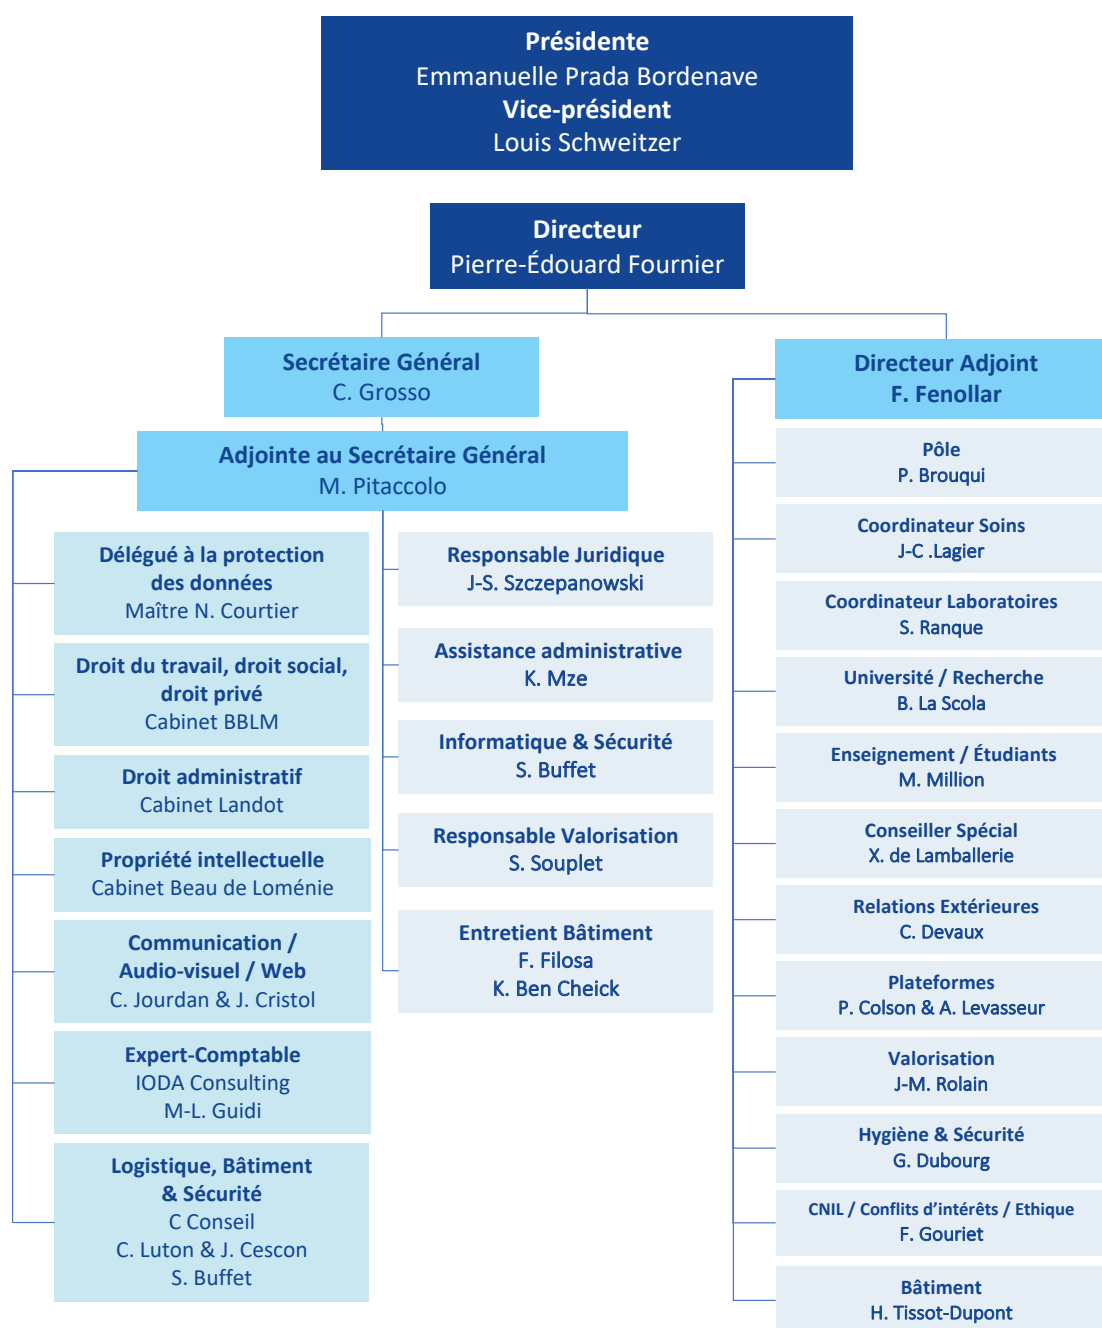 Présidente
Emmanuelle Prada Bordenave
Vice-président
Louis Schweitzer
Directeur
Pierre-Édouard Fournier
Secrétaire Général
C. Grosso
Adjointe au Secrétaire Général
M. Pitaccolo
Délégué à la protection
des données
Maître N. Courtier
Droit du travail, droit social,
droit privé
Cabinet BBLM
Droit administratif
Cabinet Landot
Propriété intellectuelle
Cabinet Beau de Loménie
Communication /
Audio-visuel / Web
C. Jourdan & J. Cristol
Expert-Comptable
IODA Consulting
M-L. Guidi
Logistique, Bâtiment
& Sécurité
C Conseil
C. Luton & J. Cescon
S. Buffet
Responsable Juridique
J-S. Szczepanowski
Assistance administrative
K. Mze
Informatique & Sécurité
S. Buffet
Responsable Valorisation
S. Souplet
Entretient Bâtiment
F. Filosa
K. Ben Cheick
Directeur Adjoint
F. Fenollar
Pôle
P. Brouqui
Coordinateur Soins
J-C .Lagier
Coordinateur Laboratoires
S. Ranque
Université / Recherche
B. La Scola
Enseignement / Étudiants
M. Million
Conseiller Spécial
X. de Lamballerie
Relations Extérieures
C. Devaux
Plateformes
P. Colson & A. Levasseur
Valorisation
J-M. Rolain
Hygiène & Sécurité
G. Dubourg
CNIL / Conflits d’intérêts / Ethique
F. Gouriet
Bâtiment
H. Tissot-Dupont